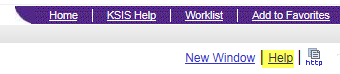 Home KSIS Help Worklist Add to Favorites
New Window Help http